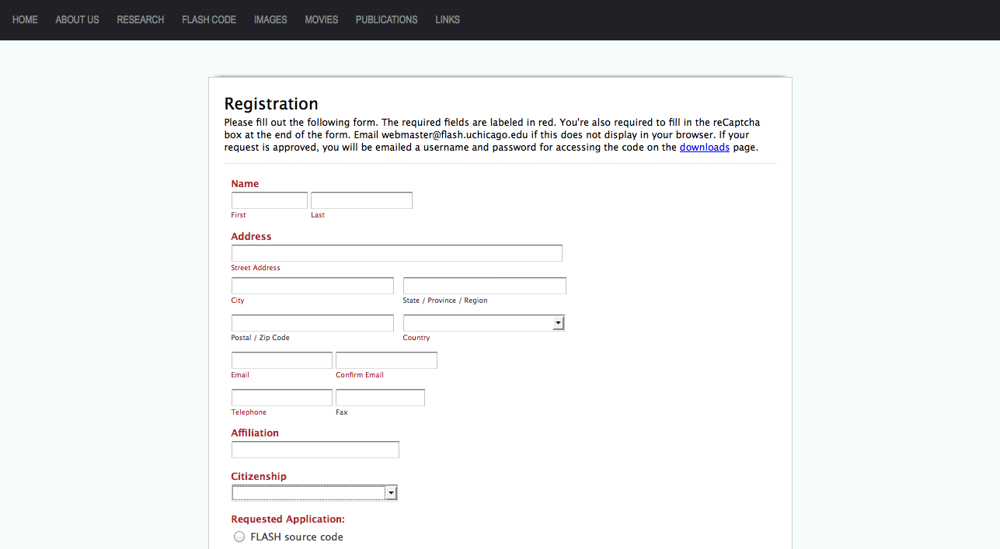 HOME ABOUT US RESEARCH FLASH CODE IMAGES MOVIES PUBLICATIONS LINKS
Registration
Please fill out the following form. The required fields are labeled in red. You're also required to fill in the reCaptcha
box at the end of the form. Email webmaster@flash.uchicago.edu if this does not display in your browser. If your
request is approved, you will be emailed a username and password for accessing the code on the downloads page.
Name
First Last
Address
Street Address
City State / Province / Region
Postal / Zip Code Country
Email Confirm Email
Telephone Fax
Affiliation
Citizenship
Requested Application:
FLASH source code